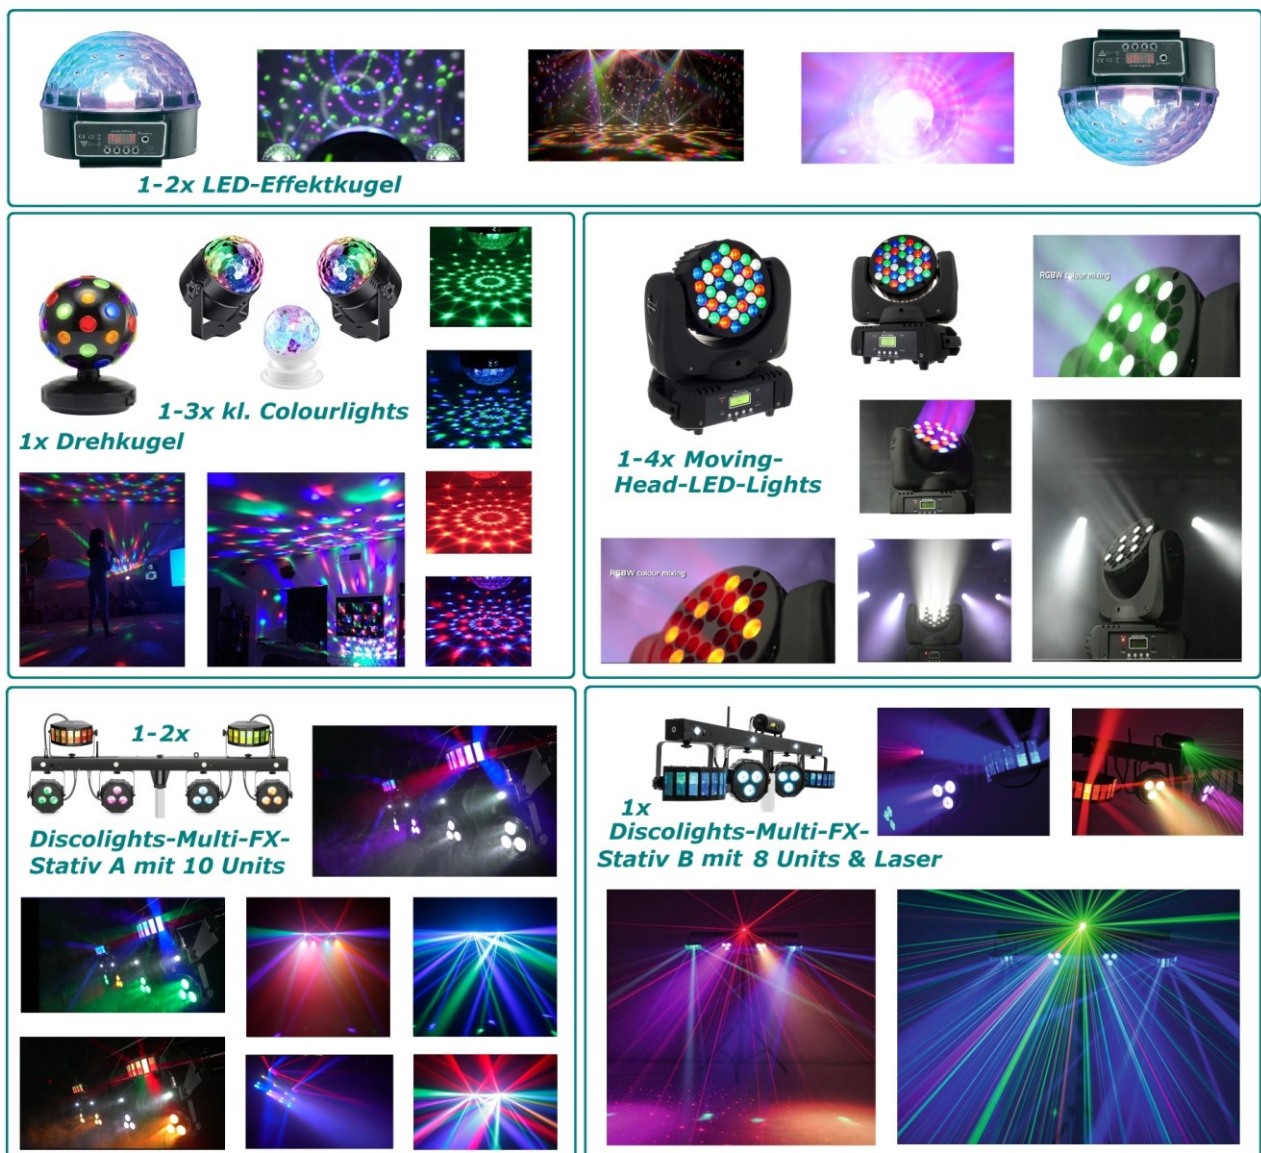 1-2x LED-Effektkugel
1-3x kl. Colourlights
1x Drehkugel
1-4x Moving-
Head-LED-Lights
RGBW colour mixing
RGBW colour mixing
1-2x
Discolights-Multi-FX-
Stativ A mit 10 Units
1x
Discolights-Multi-FX-
Stativ B mit 8 Units & Laser